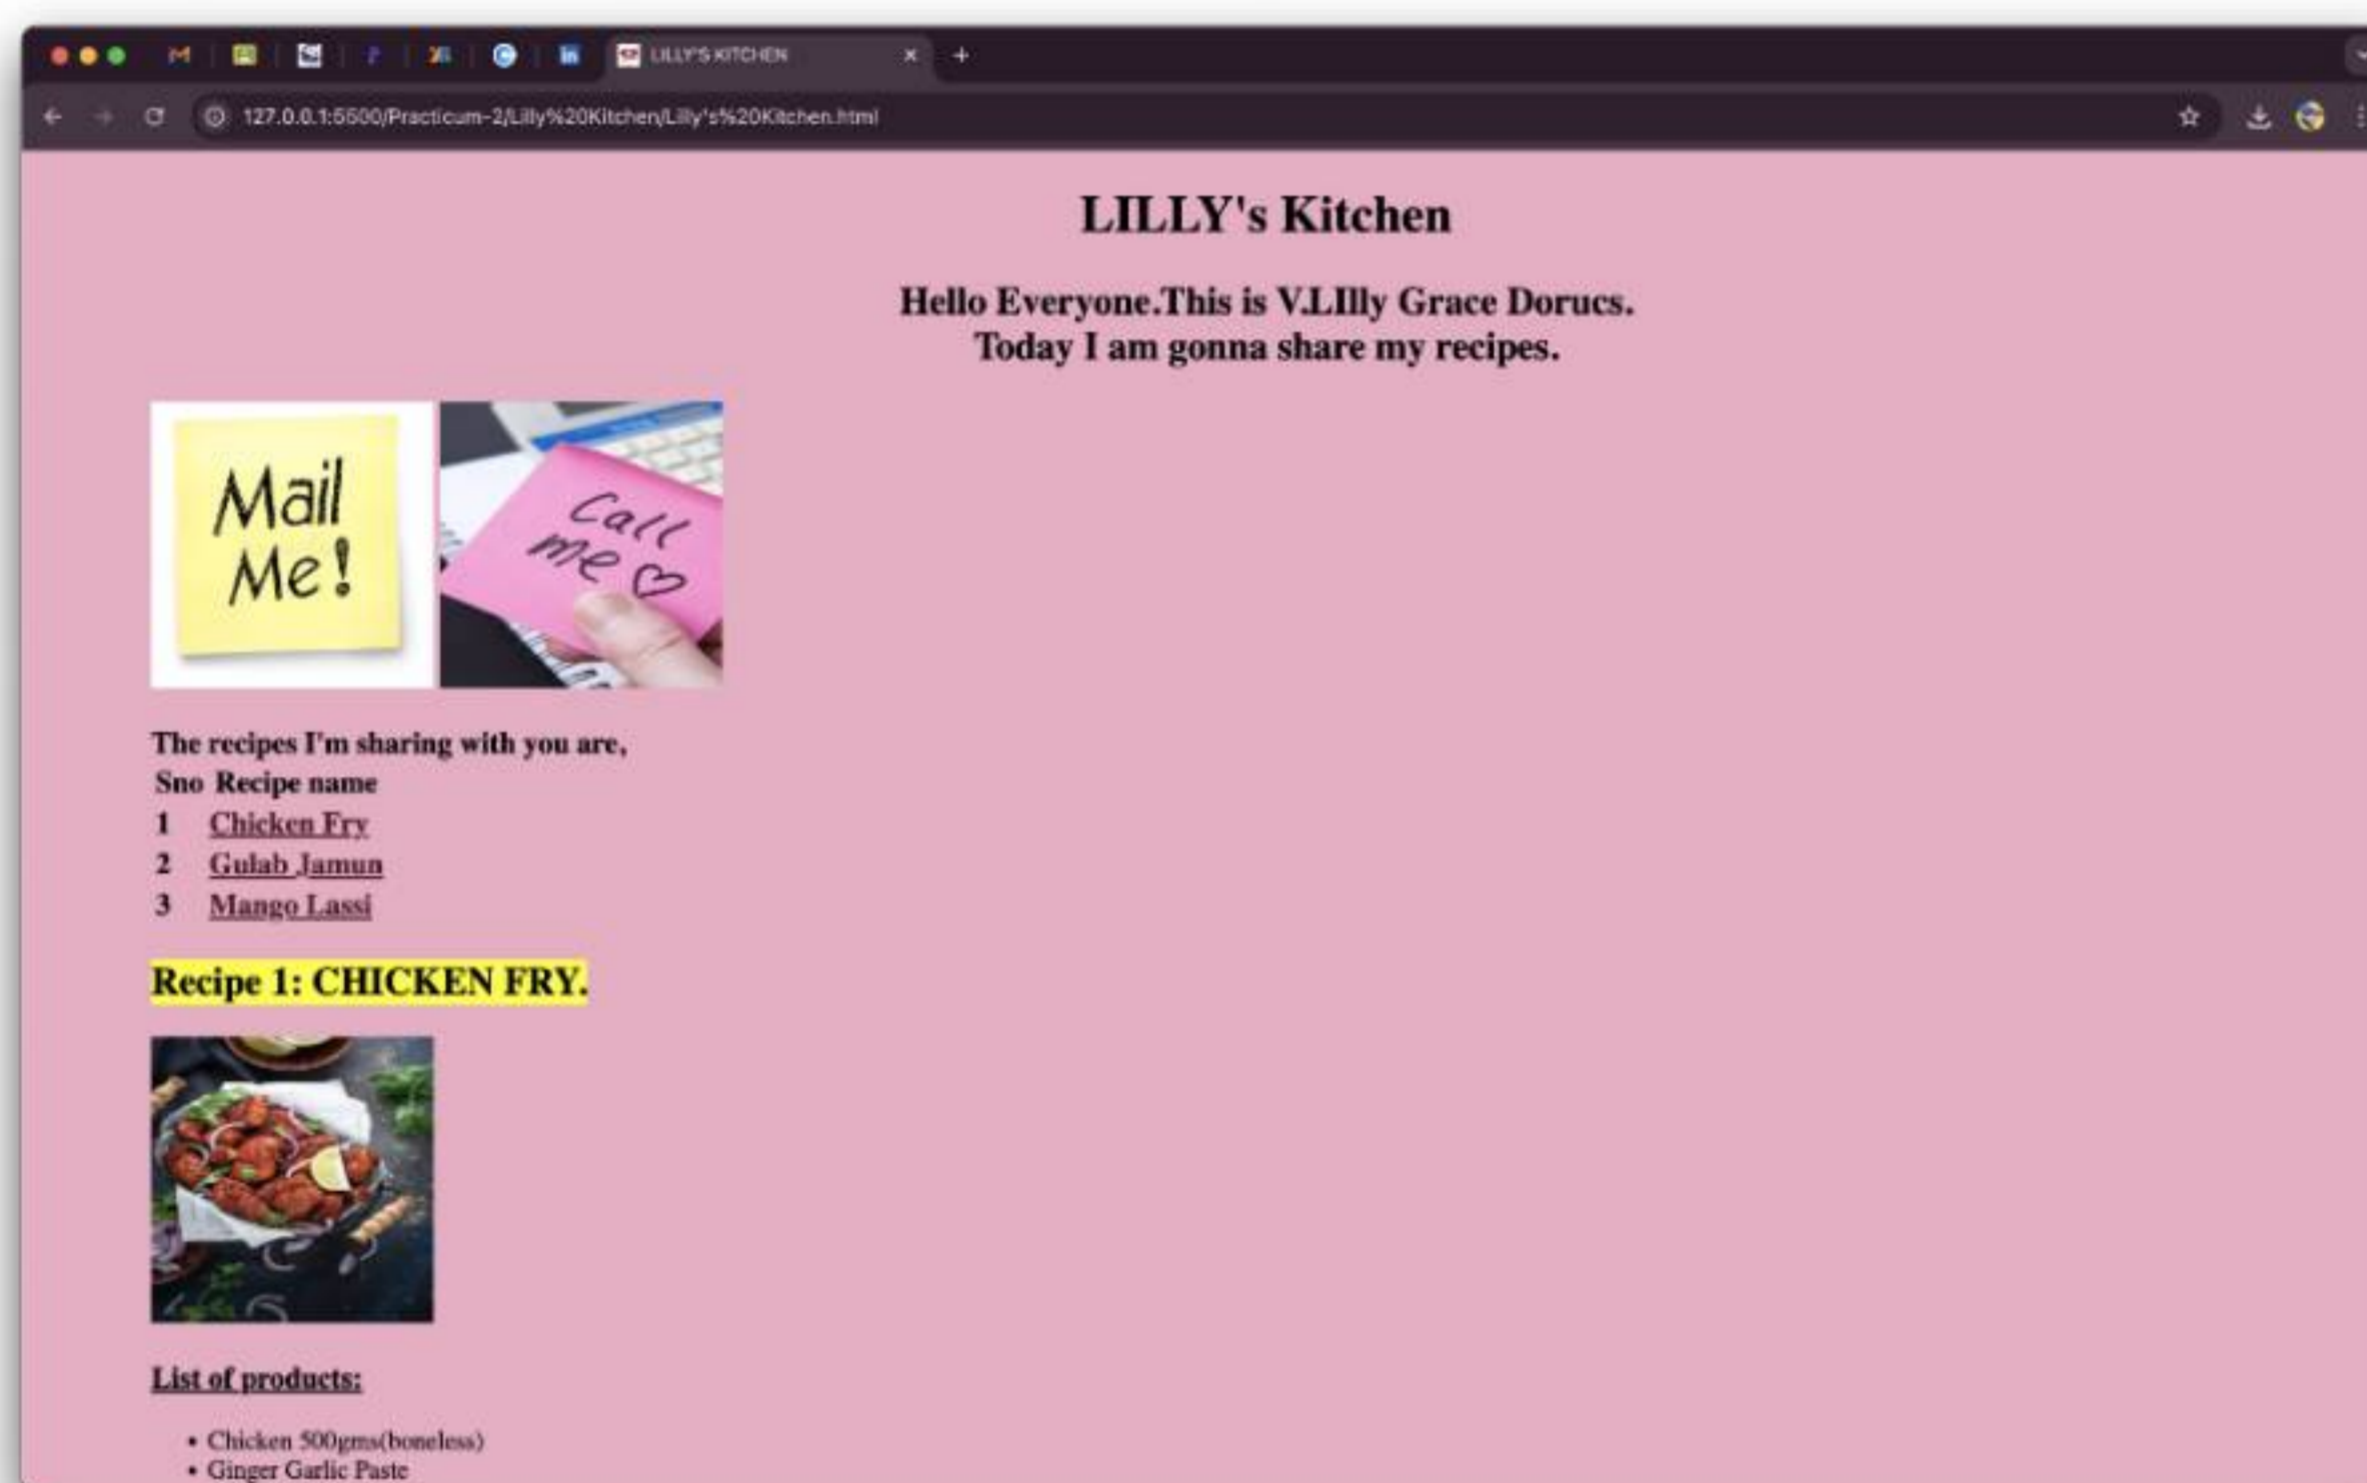 LILLY'S KITCHEN
127.0.0.1:5500/Practicum-2/Lilly%20Kitchen/Lilly's%20Kitchen.html
LILLY's Kitchen
Hello Everyone.This is V.LIlly Grace Dorucs.
Today I am gonna share my recipes.
Mail
Me!
Call
me
The recipes I'm sharing with you are,
Sno Recipe name
1 Chicken Fry
2 Gulab Jamun
3 Mango Lassi
Recipe 1: CHICKEN FRY.
List of products:
• Chicken 500gms(boneless)
• Ginger Garlic Paste